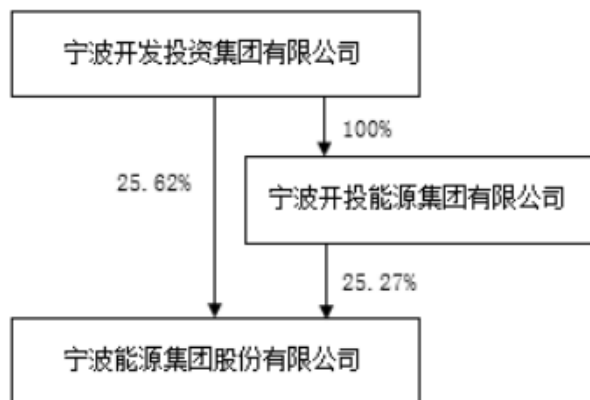 宁波开发投资集团有限公司
100%
25.62%
宁波开投能源集团有限公司
25.27%
宁波能源集团股份有限公司